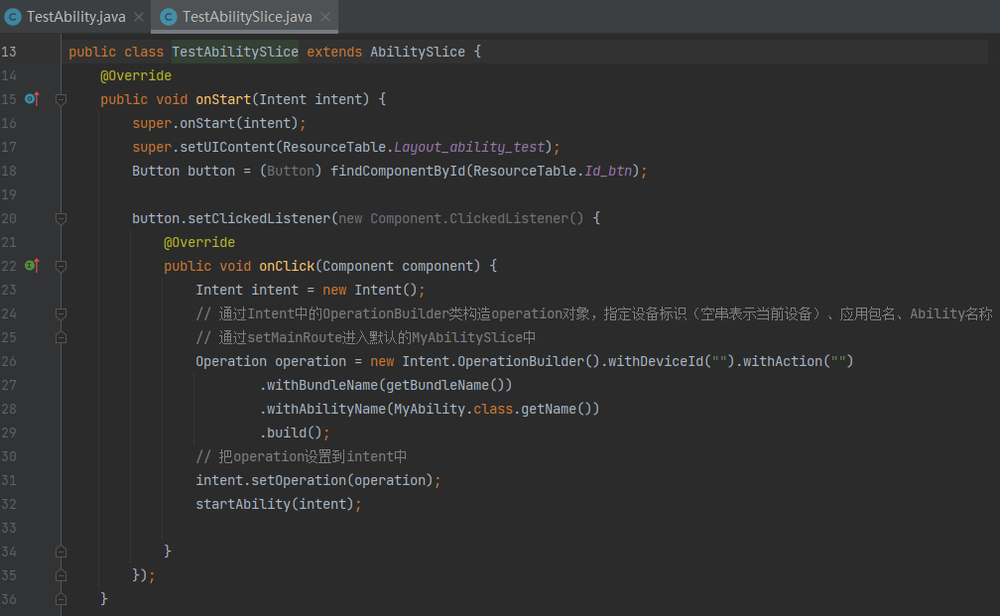 TestAbility.java TestAbilitySlice.java
13 public class TestAbilitySlice extends AbilitySlice {
14 @Override
15 public void onStart(Intent intent) {
16 super.onStart(intent);
17 super.setUIContent(ResourceTable.Layout_ability_test);
18 Button button = (Button) findComponentById(ResourceTable.Id_btn);
19
20 button.setClickedListener(new Component.ClickedListener() {
21 @Override
22 public void onClick(Component component) {
23 Intent intent = new Intent();
24 // 通过Intent中的OperationBuilder类构造operation对象，指定设备标识（空串表示当前设备）、应用包名、Ability名称
25 // 通过setMainRoute进入默认的MyAbilitySlice中
26 Operation operation = new Intent.OperationBuilder().withDeviceId("").withAction("")
27 .withBundleName(getBundleName())
28 .withAbilityName(MyAbility.class.getName())
29 .build();
30 // 把operation设置到intent中
31 intent.setOperation(operation);
32 startAbility(intent);
33
34 }
35 });
36 }